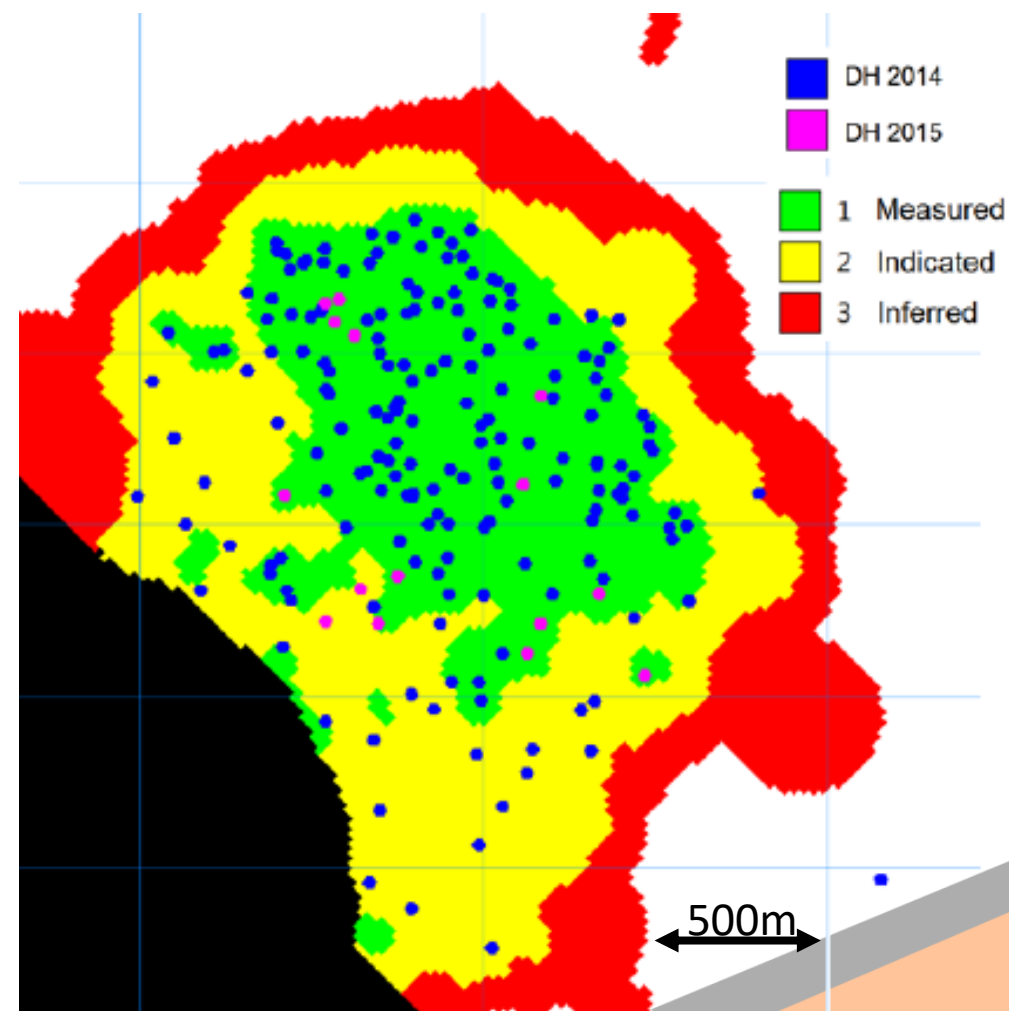 DH 2014
DH 2015
1 Measured
2 Indicated
3 Inferred
500m